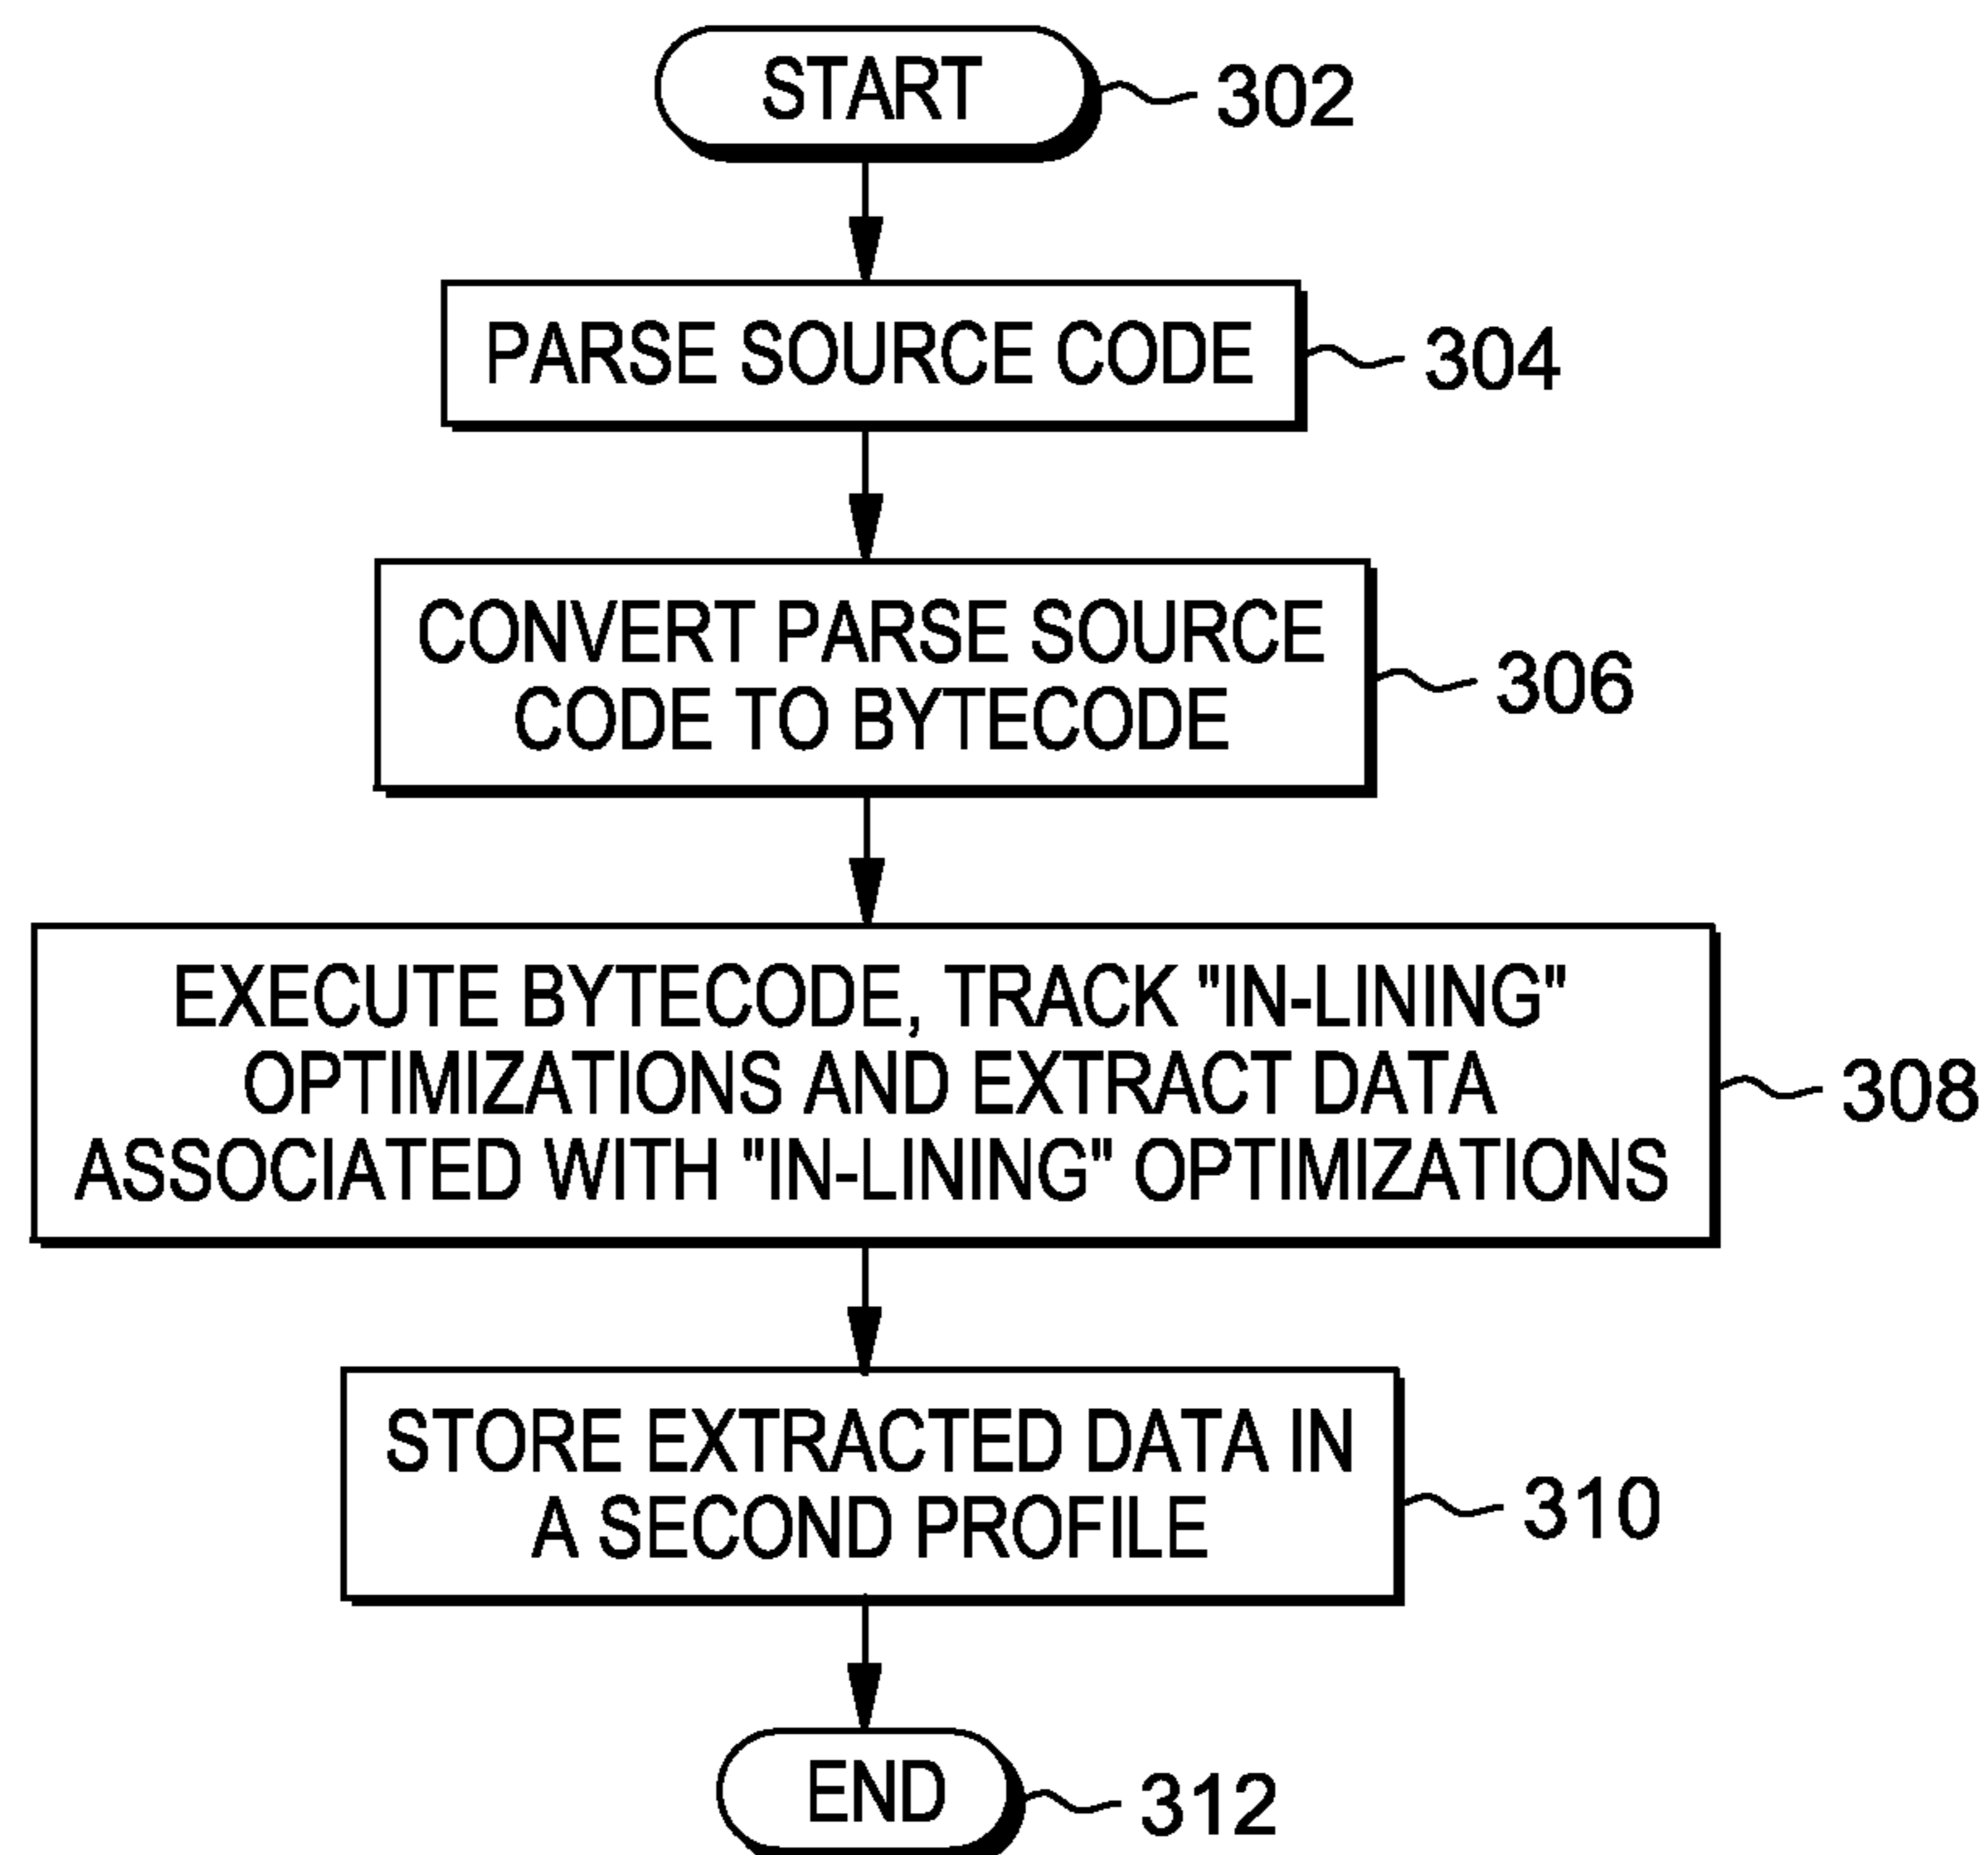 START
302
PARSE SOURCE CODE
304
CONVERT PARSE SOURCE
CODE TO BYTECODE
306
EXECUTE BYTECODE, TRACK "IN-LINING"
OPTIMIZATIONS AND EXTRACT DATA
ASSOCIATED WITH "IN-LINING" OPTIMIZATIONS
308
STORE EXTRACTED DATA IN
A SECOND PROFILE
310
END
312